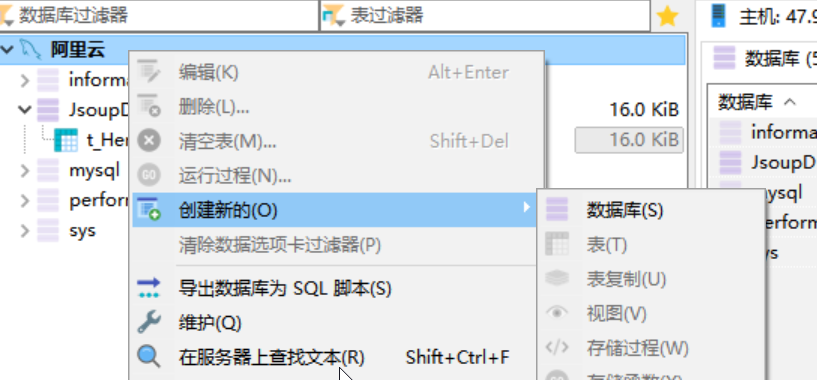 数据库过滤器 表过滤器 主机: 47.9
阿里云
数据库 (5
数据库
informa
JsoupD
t_Her
mysql
perform
sys
16.0 KiB
16.0 KiB
编辑(K) Alt+Enter
删除(L)...
清空表(M)... Shift+Del
运行过程(N)...
创建新的(O)
清除数据选项卡过滤器(P)
导出数据库为 SQL 脚本(S)
维护(Q)
在服务器上查找文本(R) Shift+Ctrl+F
数据库(S)
表(T)
表复制(U)
视图(V)
存储过程(W)
存储函数(X)
informa
JsoupD
ysql
erform
s